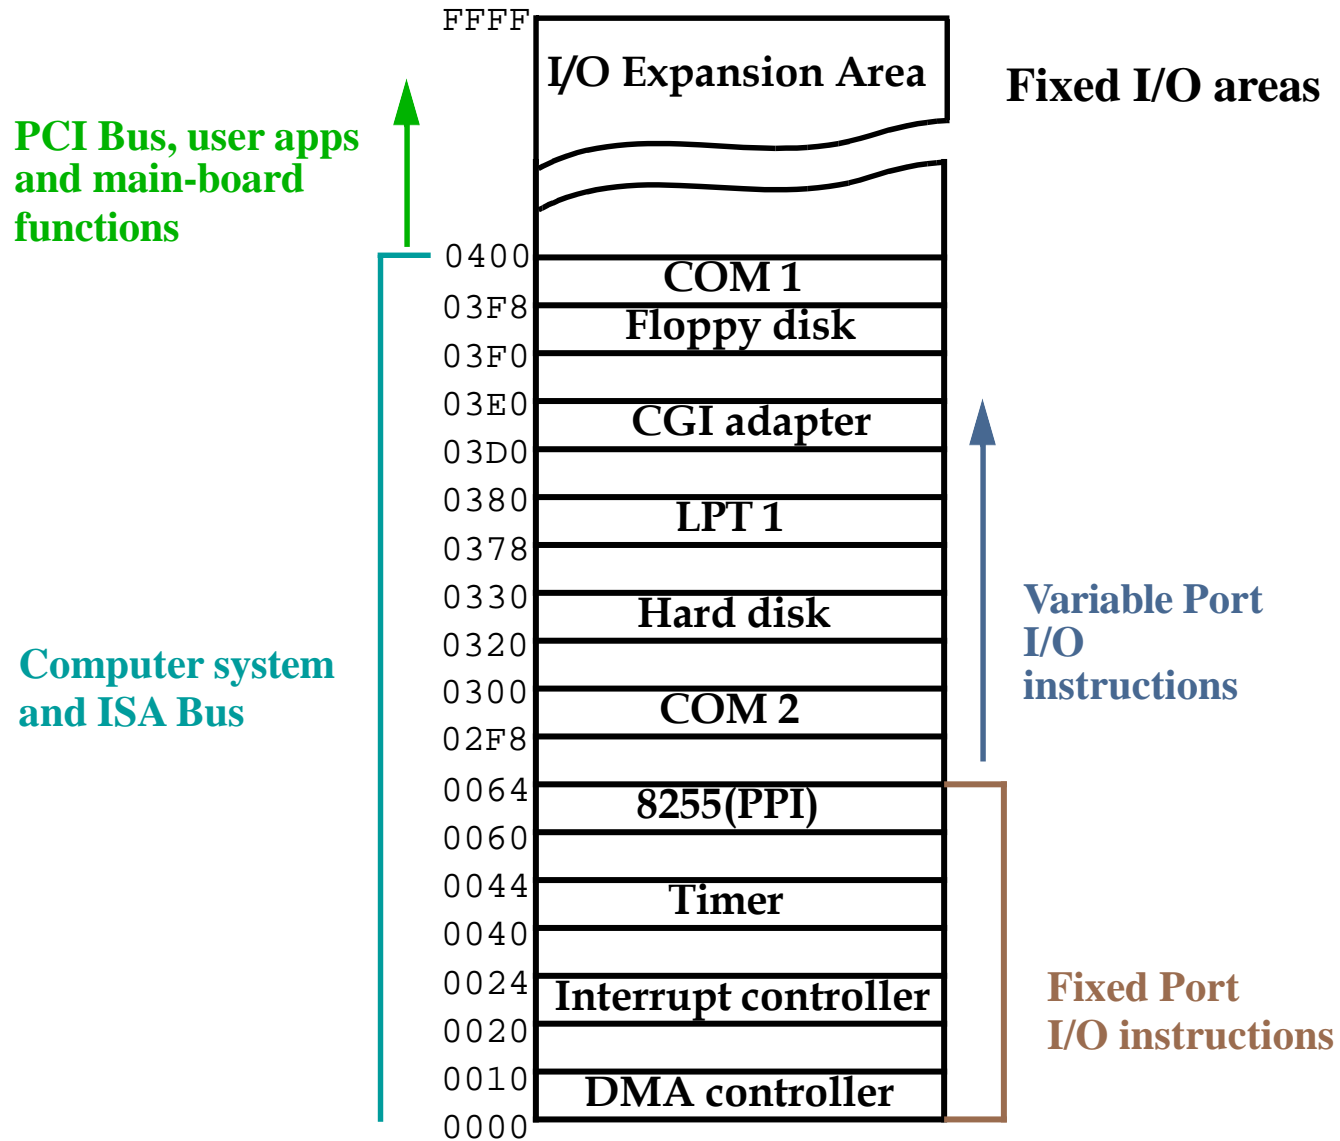 FFFF
I/O Expansion Area
Fixed I/O areas
PCI Bus, user apps
and main-board
functions
0400
COM 1
03F8
Floppy disk
03F0
03E0
CGI adapter
03D0
0380
LPT 1
0378
0330
Hard disk
0320
0300
COM 2
02F8
0064
8255(PPI)
0060
0044
Timer
0040
0024
Interrupt controller
0020
0010
DMA controller
0000
Computer system
and ISA Bus
Variable Port
I/O
instructions
Fixed Port
I/O instructions